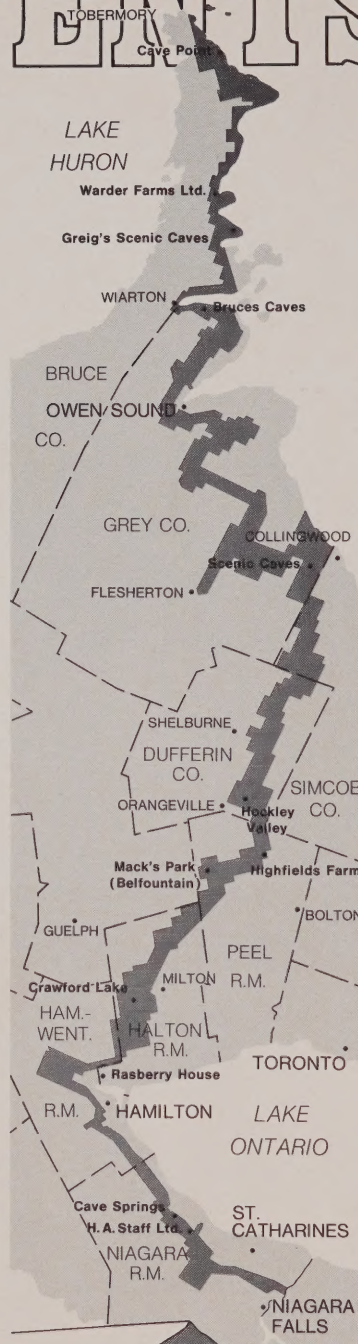 ENTS
TOBERMORY
Cave Point
LAKE
HURON
Warder Farms Ltd.
Greig's Scenic Caves
WIARTON
Bruces Caves
BRUCE
CO.
OWEN SOUND
GREY CO.
COLLINGWOOD
Scenic Caves
FLESHERTON
SHELBURNE
DUFFERIN
CO.
SIMCOE
CO.
ORANGEVILLE
Hockley
Valley
Mack's Park
(Belfountain)
Highfields Farm
BOLTON
GUELPH
PEEL
R.M.
Crawford Lake
MILTON
HAM.-
WENT.
R.M.
HALTON
R.M.
TORONTO
Rasberry House
HAMILTON
LAKE
ONTARIO
Cave Springs
H.A. Staff Ltd.
ST.
CATHARINES
NIAGARA
R.M.
NIAGARA
FALLS